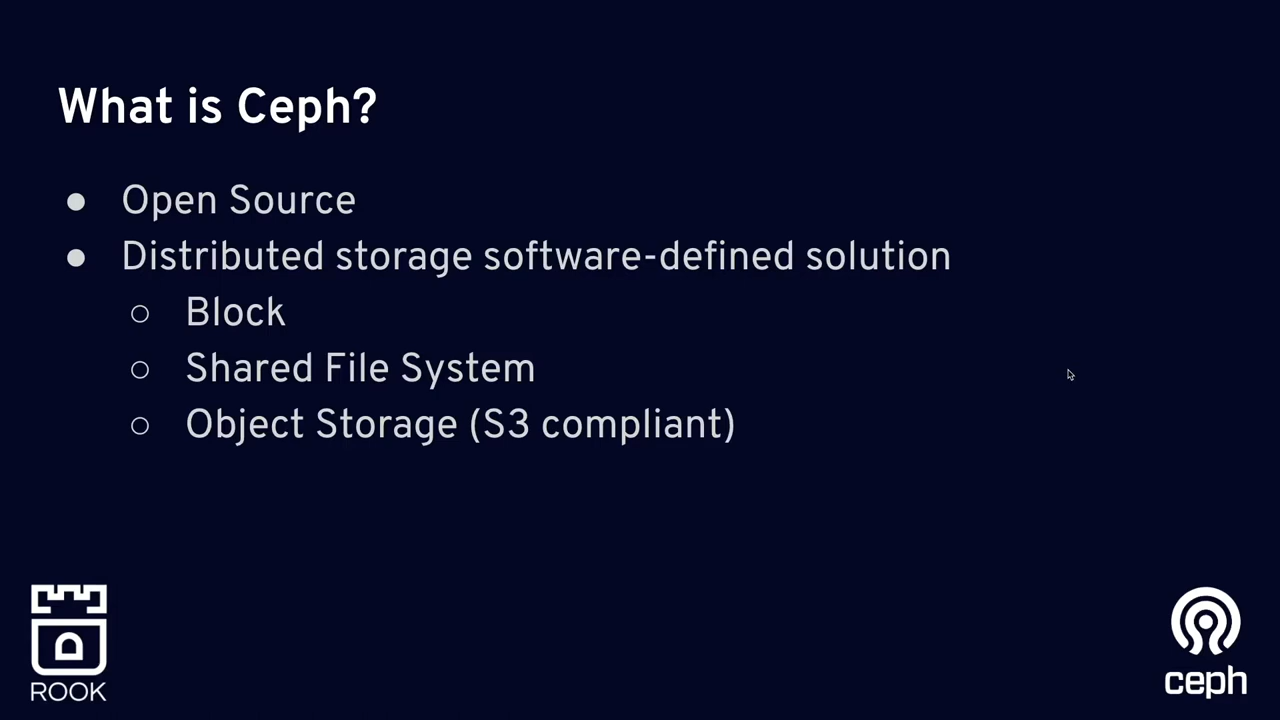 What is Ceph?
● Open Source
● Distributed storage software-defined solution
○ Block
○ Shared File System
○ Object Storage (S3 compliant)
ROOK
ceph